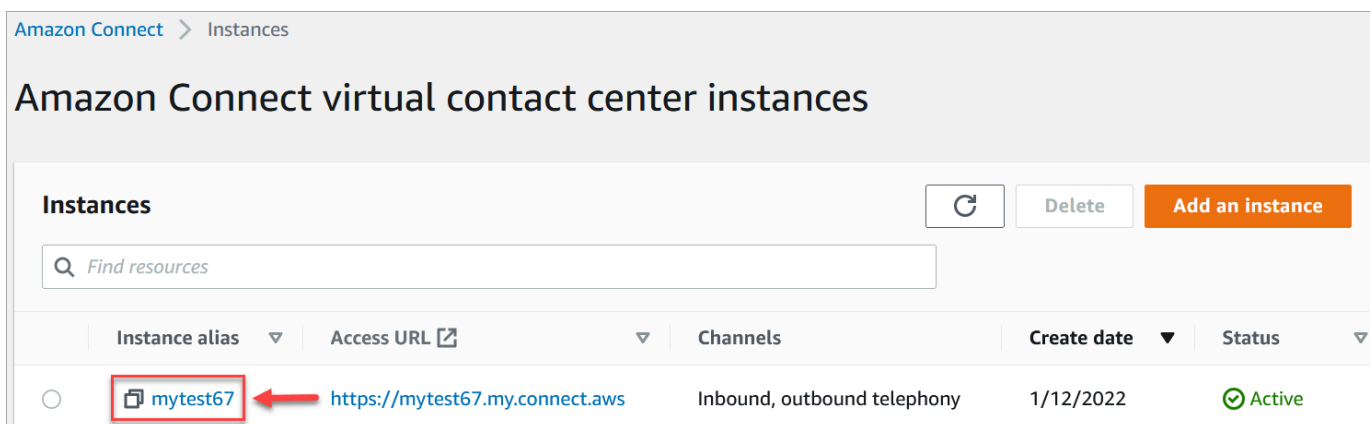 Amazon Connect > Instances
Amazon Connect virtual contact center instances
Instances
Delete
Add an instance
Find resources
Instance alias
Access URL
Channels
Create date
Status
mytest67
https://mytest67.my.connect.aws
Inbound, outbound telephony
1/12/2022
Active